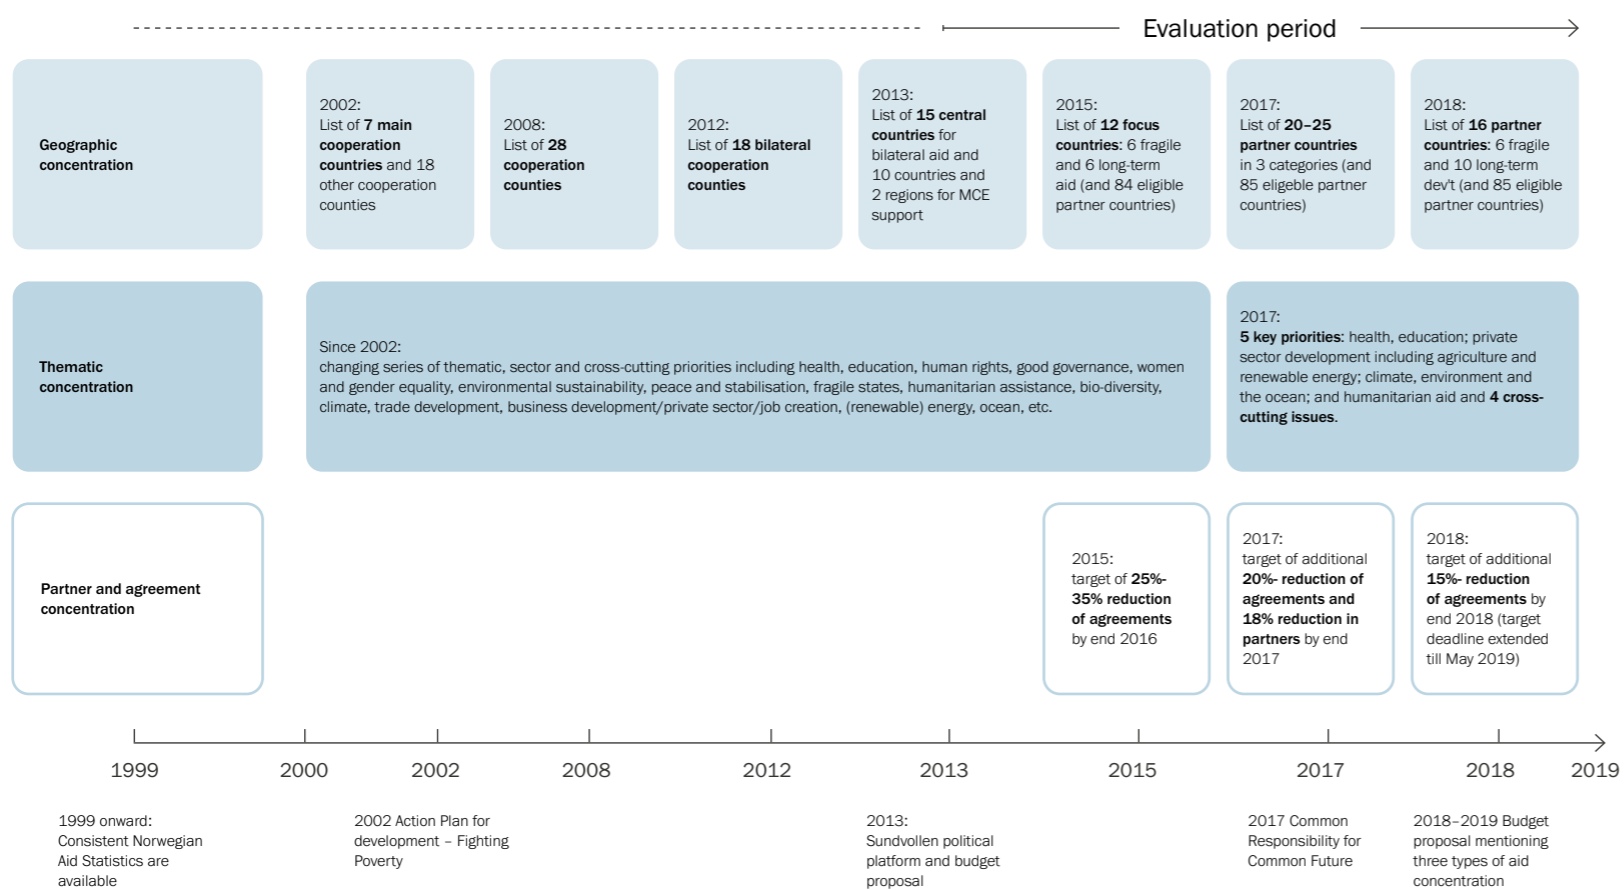 Evaluation period
Geographic
concentration
2002:
List of 7 main
cooperation
countries and 18
other cooperation
counties
2008:
List of 28
cooperation
counties
2012:
List of 18 bilateral
cooperation
counties
2013:
List of 15 central
countries for
bilateral aid and
10 countries and
2 regions for MCE
support
2015:
List of 12 focus
countries: 6 fragile
and 6 long-term
aid (and 84 eligible
partner countries)
2017:
List of 20–25
partner countries
in 3 categories (and
85 eligeble partner
countries)
2018:
List of 16 partner
countries: 6 fragile
and 10 long-term
dev't (and 85 eligible
partner countries)
Thematic
concentration
Since 2002:
changing series of thematic, sector and cross-cutting priorities including health, education, human rights, good governance, women
and gender equality, environmental sustainability, peace and stabilisation, fragile states, humanitarian assistance, bio-diversity,
climate, trade development, business development/private sector/job creation, (renewable) energy, ocean, etc.
2017:
5 key priorities: health, education; private
sector development including agriculture and
renewable energy; climate, environment and
the ocean; and humanitarian aid and 4 cross-
cutting issues.
Partner and agreement
concentration
2015:
target of 25%-
35% reduction
of agreements
by end 2016
2017:
target of additional
20%- reduction of
agreements and
18% reduction in
partners by end
2017
2018:
target of additional
15%- reduction
of agreements by
end 2018 (target
deadline extended
till May 2019)
1999
2000
2002
2008
2012
2013
2015
2017
2018
2019
1999 onward:
Consistent Norwegian
Aid Statistics are
available
2002 Action Plan for
development – Fighting
Poverty
2013:
Sundvollen political
platform and budget
proposal
2017 Common
Responsibility for
Common Future
2018–2019 Budget
proposal mentioning
three types of aid
concentration